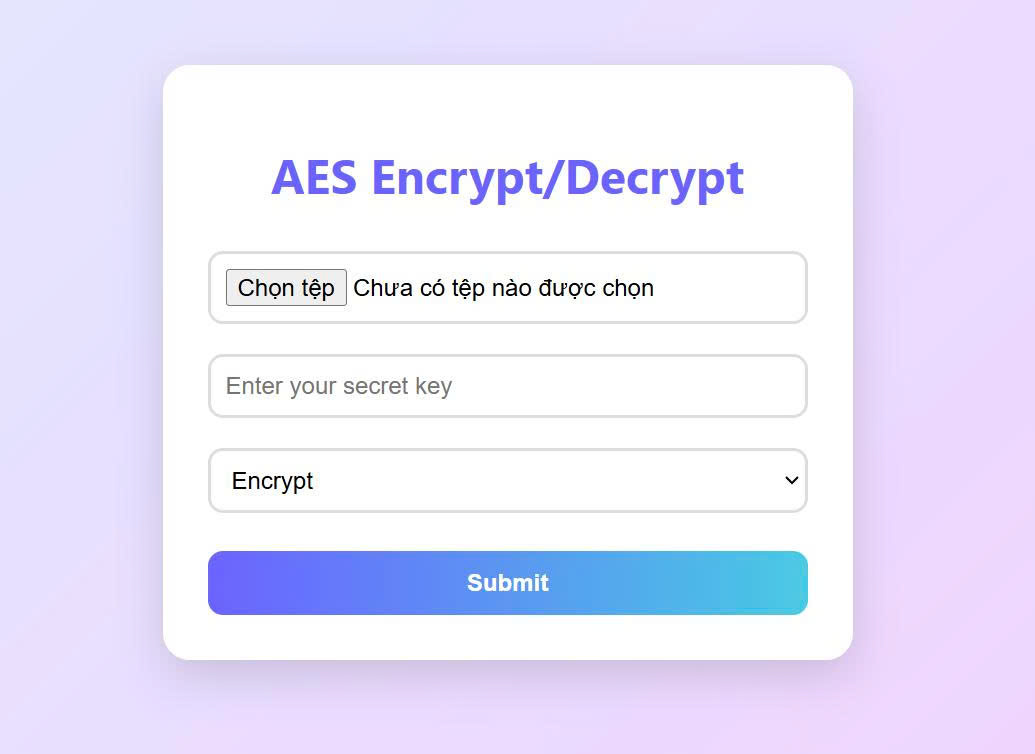 AES Encrypt/Decrypt
Chọn tệp Chưa có tệp nào được chọn
Enter your secret key
Encrypt
Submit